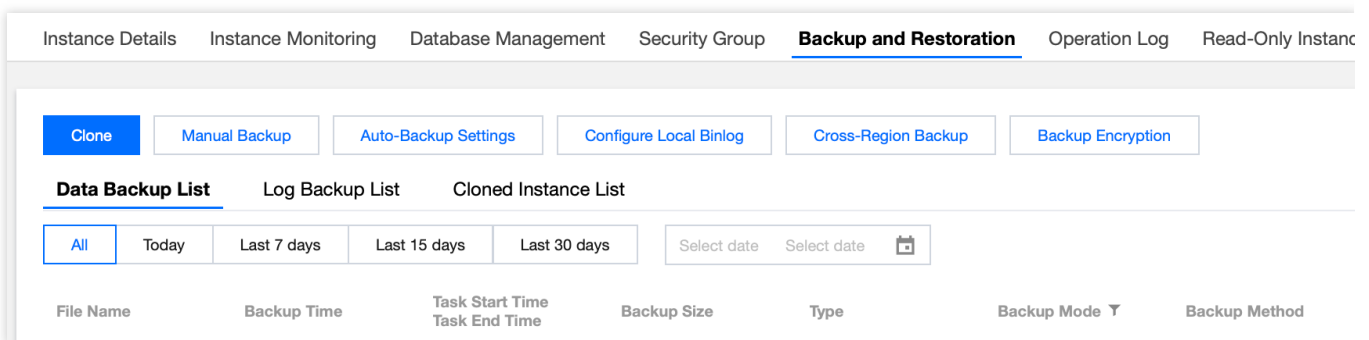 Instance Details Instance Monitoring Database Management Security Group Backup and Restoration Operation Log Read-Only Instanc
Clone Manual Backup Auto-Backup Settings Configure Local Binlog Cross-Region Backup Backup Encryption
Data Backup List Log Backup List Cloned Instance List
All Today Last 7 days Last 15 days Last 30 days Select date Select date
File Name Backup Time Task Start Time Backup Size Type Backup Mode Backup Method
Task End Time